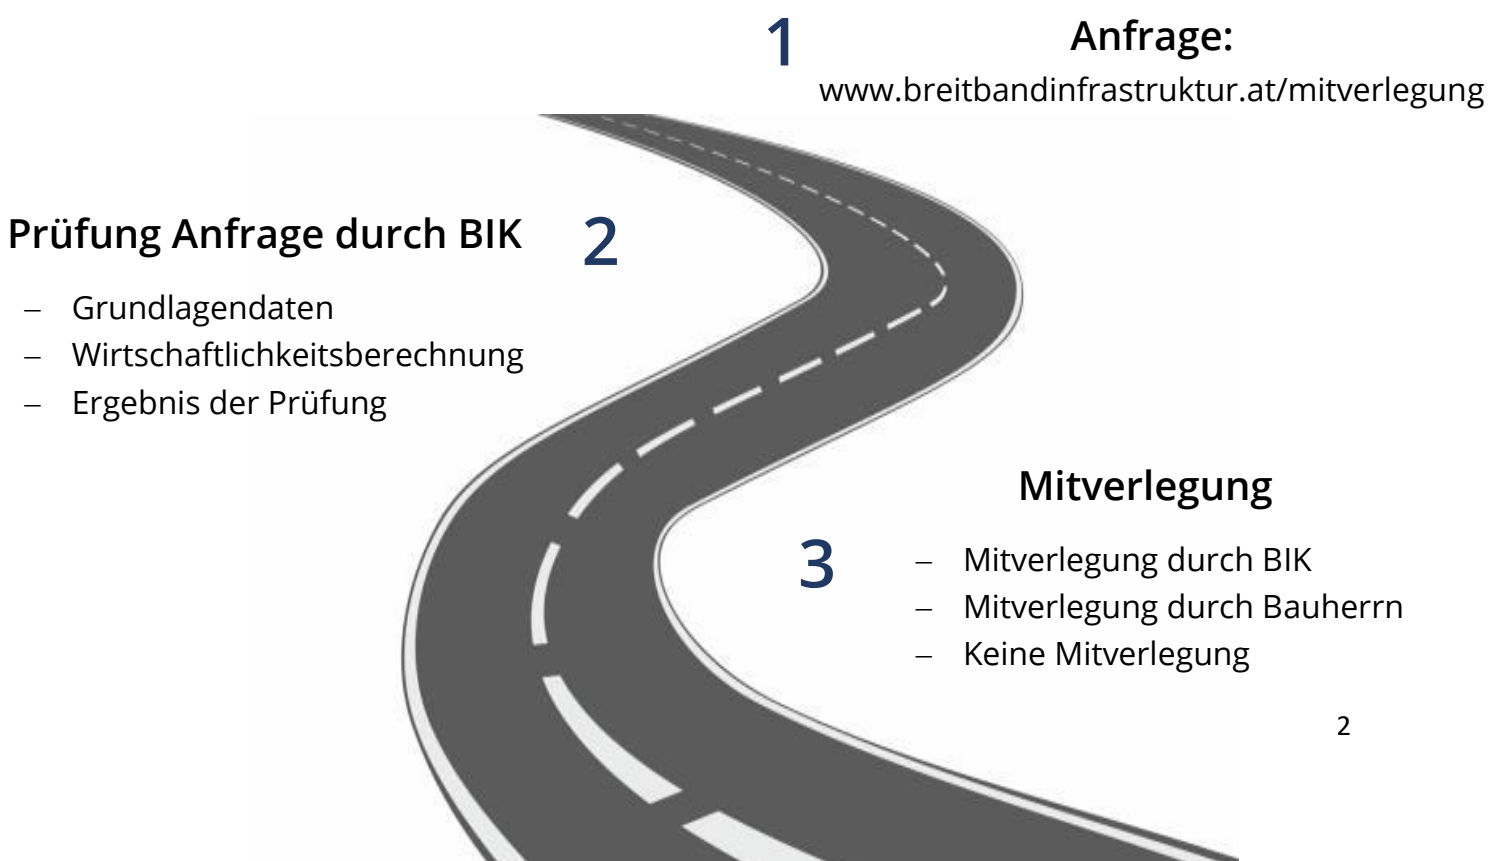 1
Anfrage:
www.breitbandinfrastruktur.at/mitverlegung
Prüfung Anfrage durch BIK
2
– Grundlagendaten
– Wirtschaftlichkeitsberechnung
– Ergebnis der Prüfung
Mitverlegung
3
– Mitverlegung durch BIK
– Mitverlegung durch Bauherrn
– Keine Mitverlegung
2